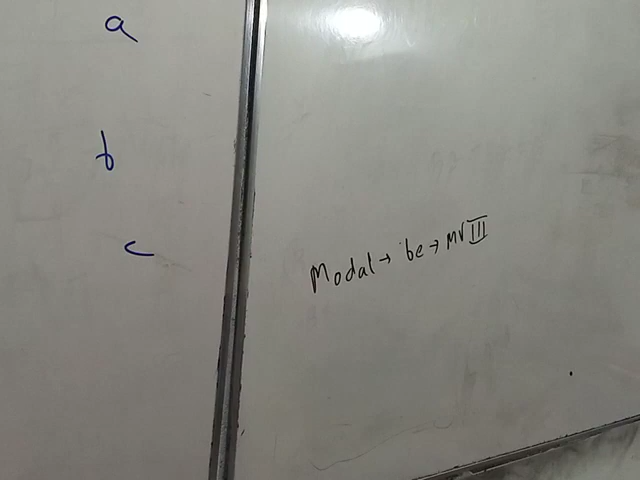 a
b
c
Modal → be → MV III